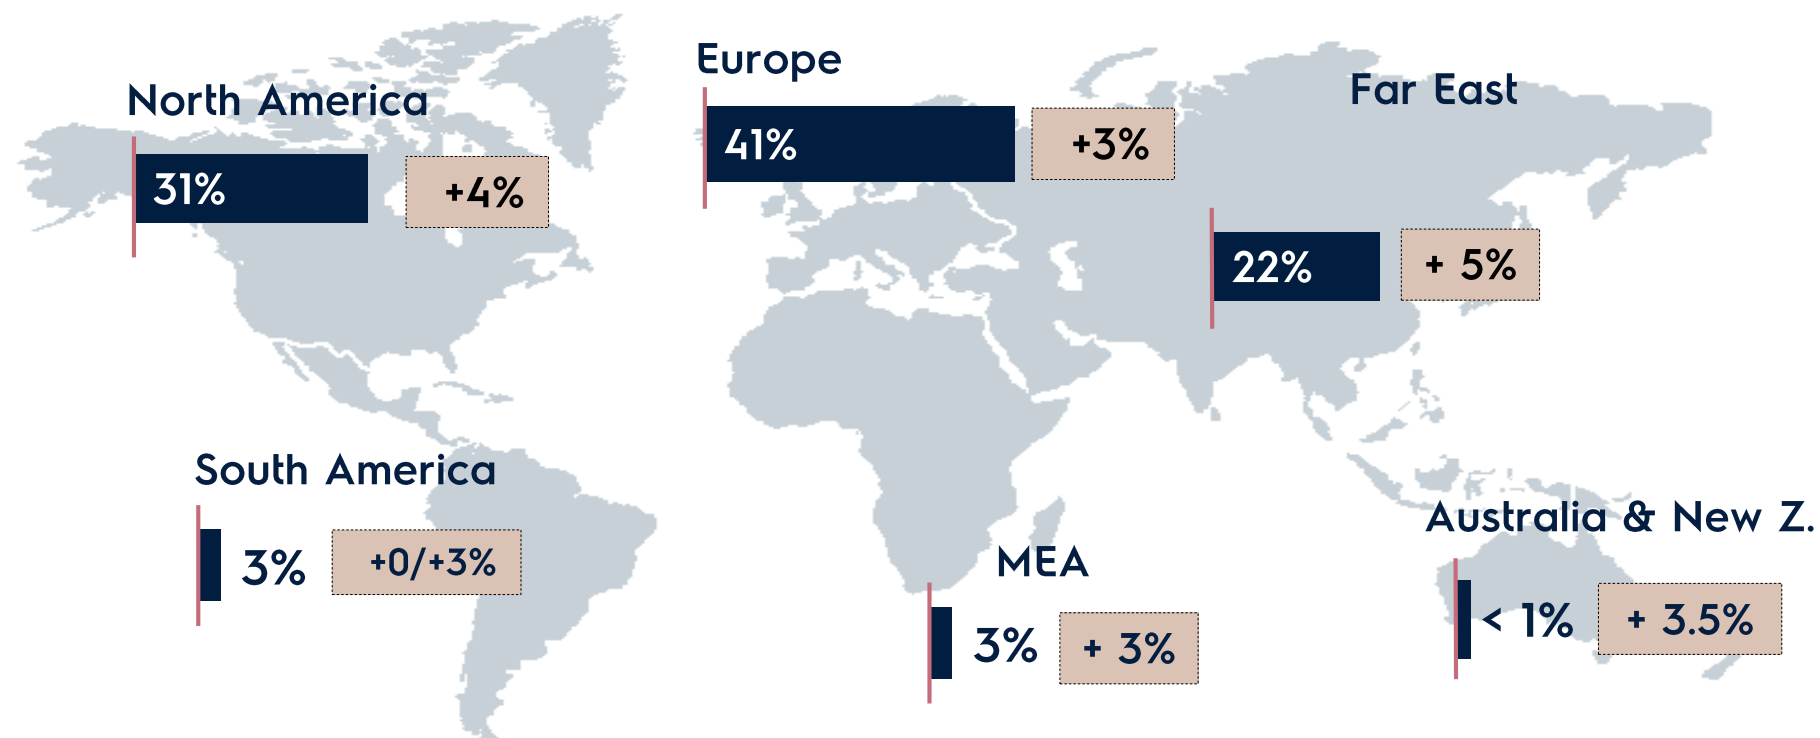 North America
31%
+4%
Europe
41%
+3%
Far East
22%
+ 5%
South America
3%
+0/+3%
MEA
3%
+ 3%
Australia & New Z.
< 1%
+ 3.5%